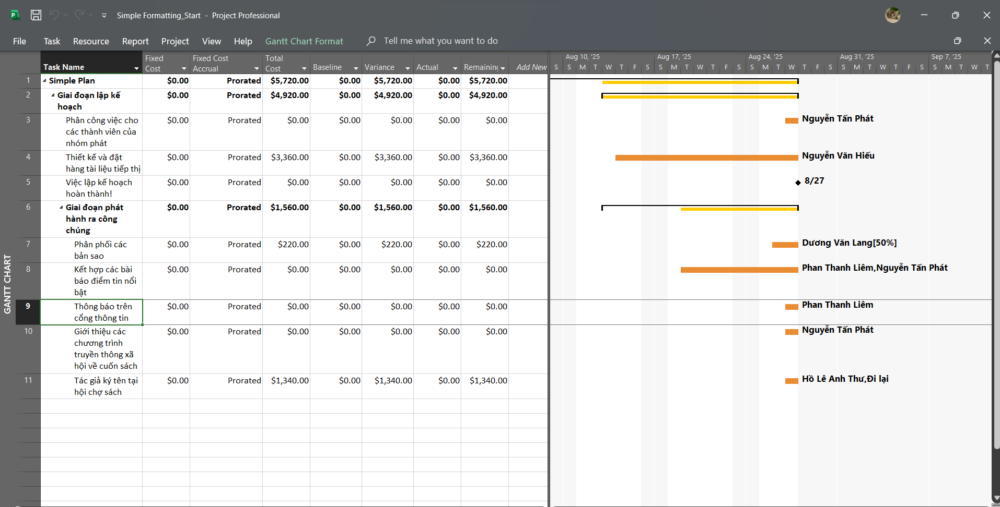 Simple Formatting_Start - Project Professional
File Task Resource Report Project View Help Gantt Chart Format Tell me what you want to do
Task Name Fixed Cost Fixed Cost Accrual Total Cost Baseline Variance Actual Remaining Add New
Aug 10, '25 Aug 17, '25 Aug 24, '25 Aug 31, '25 Sep 7, '25
S S M T W T F S S M T W T F S S M T W T F S S M T W T F S S M T W T
GANTT CHART
1 Simple Plan $0.00 Prorated $5,720.00 $0.00 $5,720.00 $0.00 $5,720.00
2 Giai đoạn lập kế $0.00 Prorated $4,920.00 $0.00 $4,920.00 $0.00 $4,920.00
hoạch
3 Phân công việc cho $0.00 Prorated $0.00 $0.00 $0.00 $0.00 $0.00 Nguyễn Tấn Phát
các thành viên của
nhóm phát
4 Thiết kế và đặt $0.00 Prorated $3,360.00 $0.00 $3,360.00 $0.00 $3,360.00 Nguyễn Văn Hiếu
hàng tài liệu tiếp thị
5 Việc lập kế hoạch $0.00 Prorated $0.00 $0.00 $0.00 $0.00 $0.00 8/27
hoàn thành!
6 Giai đoạn phát $0.00 Prorated $1,560.00 $0.00 $1,560.00 $0.00 $1,560.00
hành ra công
chúng
7 Phân phối các $0.00 Prorated $220.00 $0.00 $220.00 $0.00 $220.00 Dương Văn Lang[50%]
bản sao
8 Kết hợp các bài $0.00 Prorated $0.00 $0.00 $0.00 $0.00 $0.00 Phan Thanh Liêm,Nguyễn Tấn Phát
báo điểm tin nổi
bật
9 Thông báo trên $0.00 Prorated $0.00 $0.00 $0.00 $0.00 $0.00 Phan Thanh Liêm
cổng thông tin
10 Giới thiệu các $0.00 Prorated $0.00 $0.00 $0.00 $0.00 $0.00 Nguyễn Tấn Phát
chương trình
truyền thông xã
hội về cuốn sách
11 Tác giả ký tên tại $0.00 Prorated $1,340.00 $0.00 $1,340.00 $0.00 $1,340.00 Hồ Lê Anh Thư,Đi lại
hội chợ sách